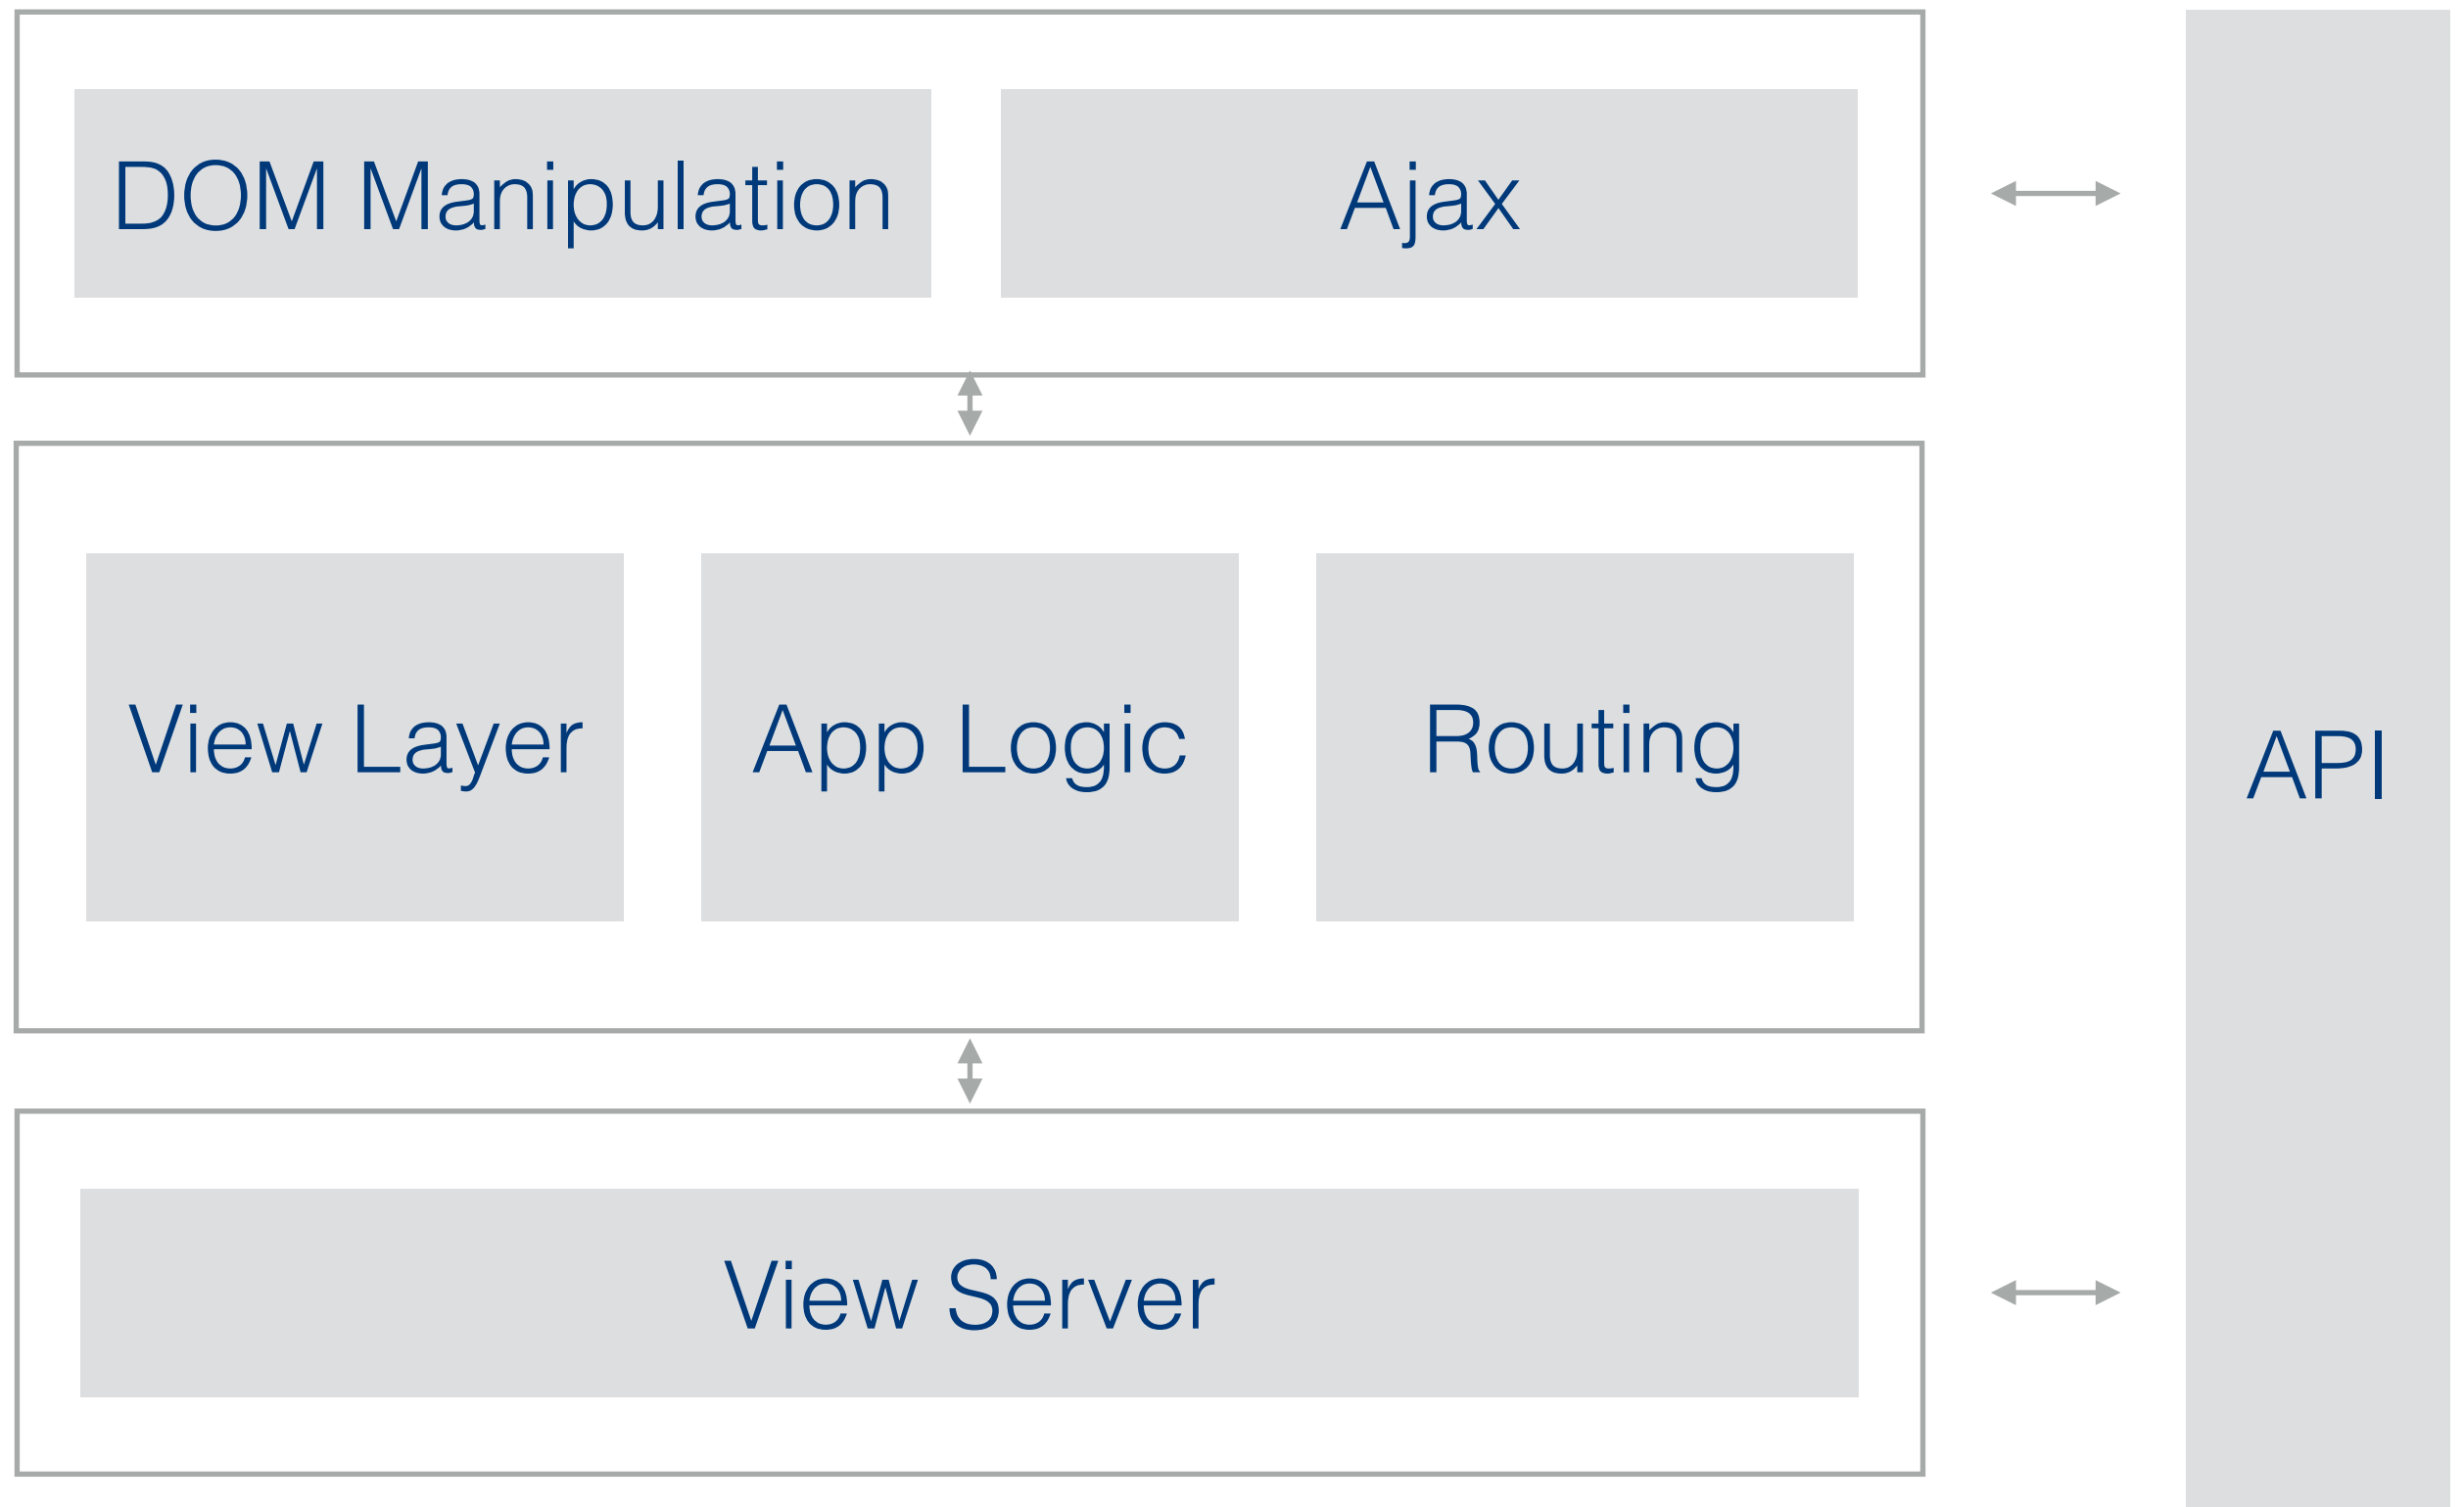 DOM Manipulation
Ajax
View Layer
App Logic
Routing
API
View Server